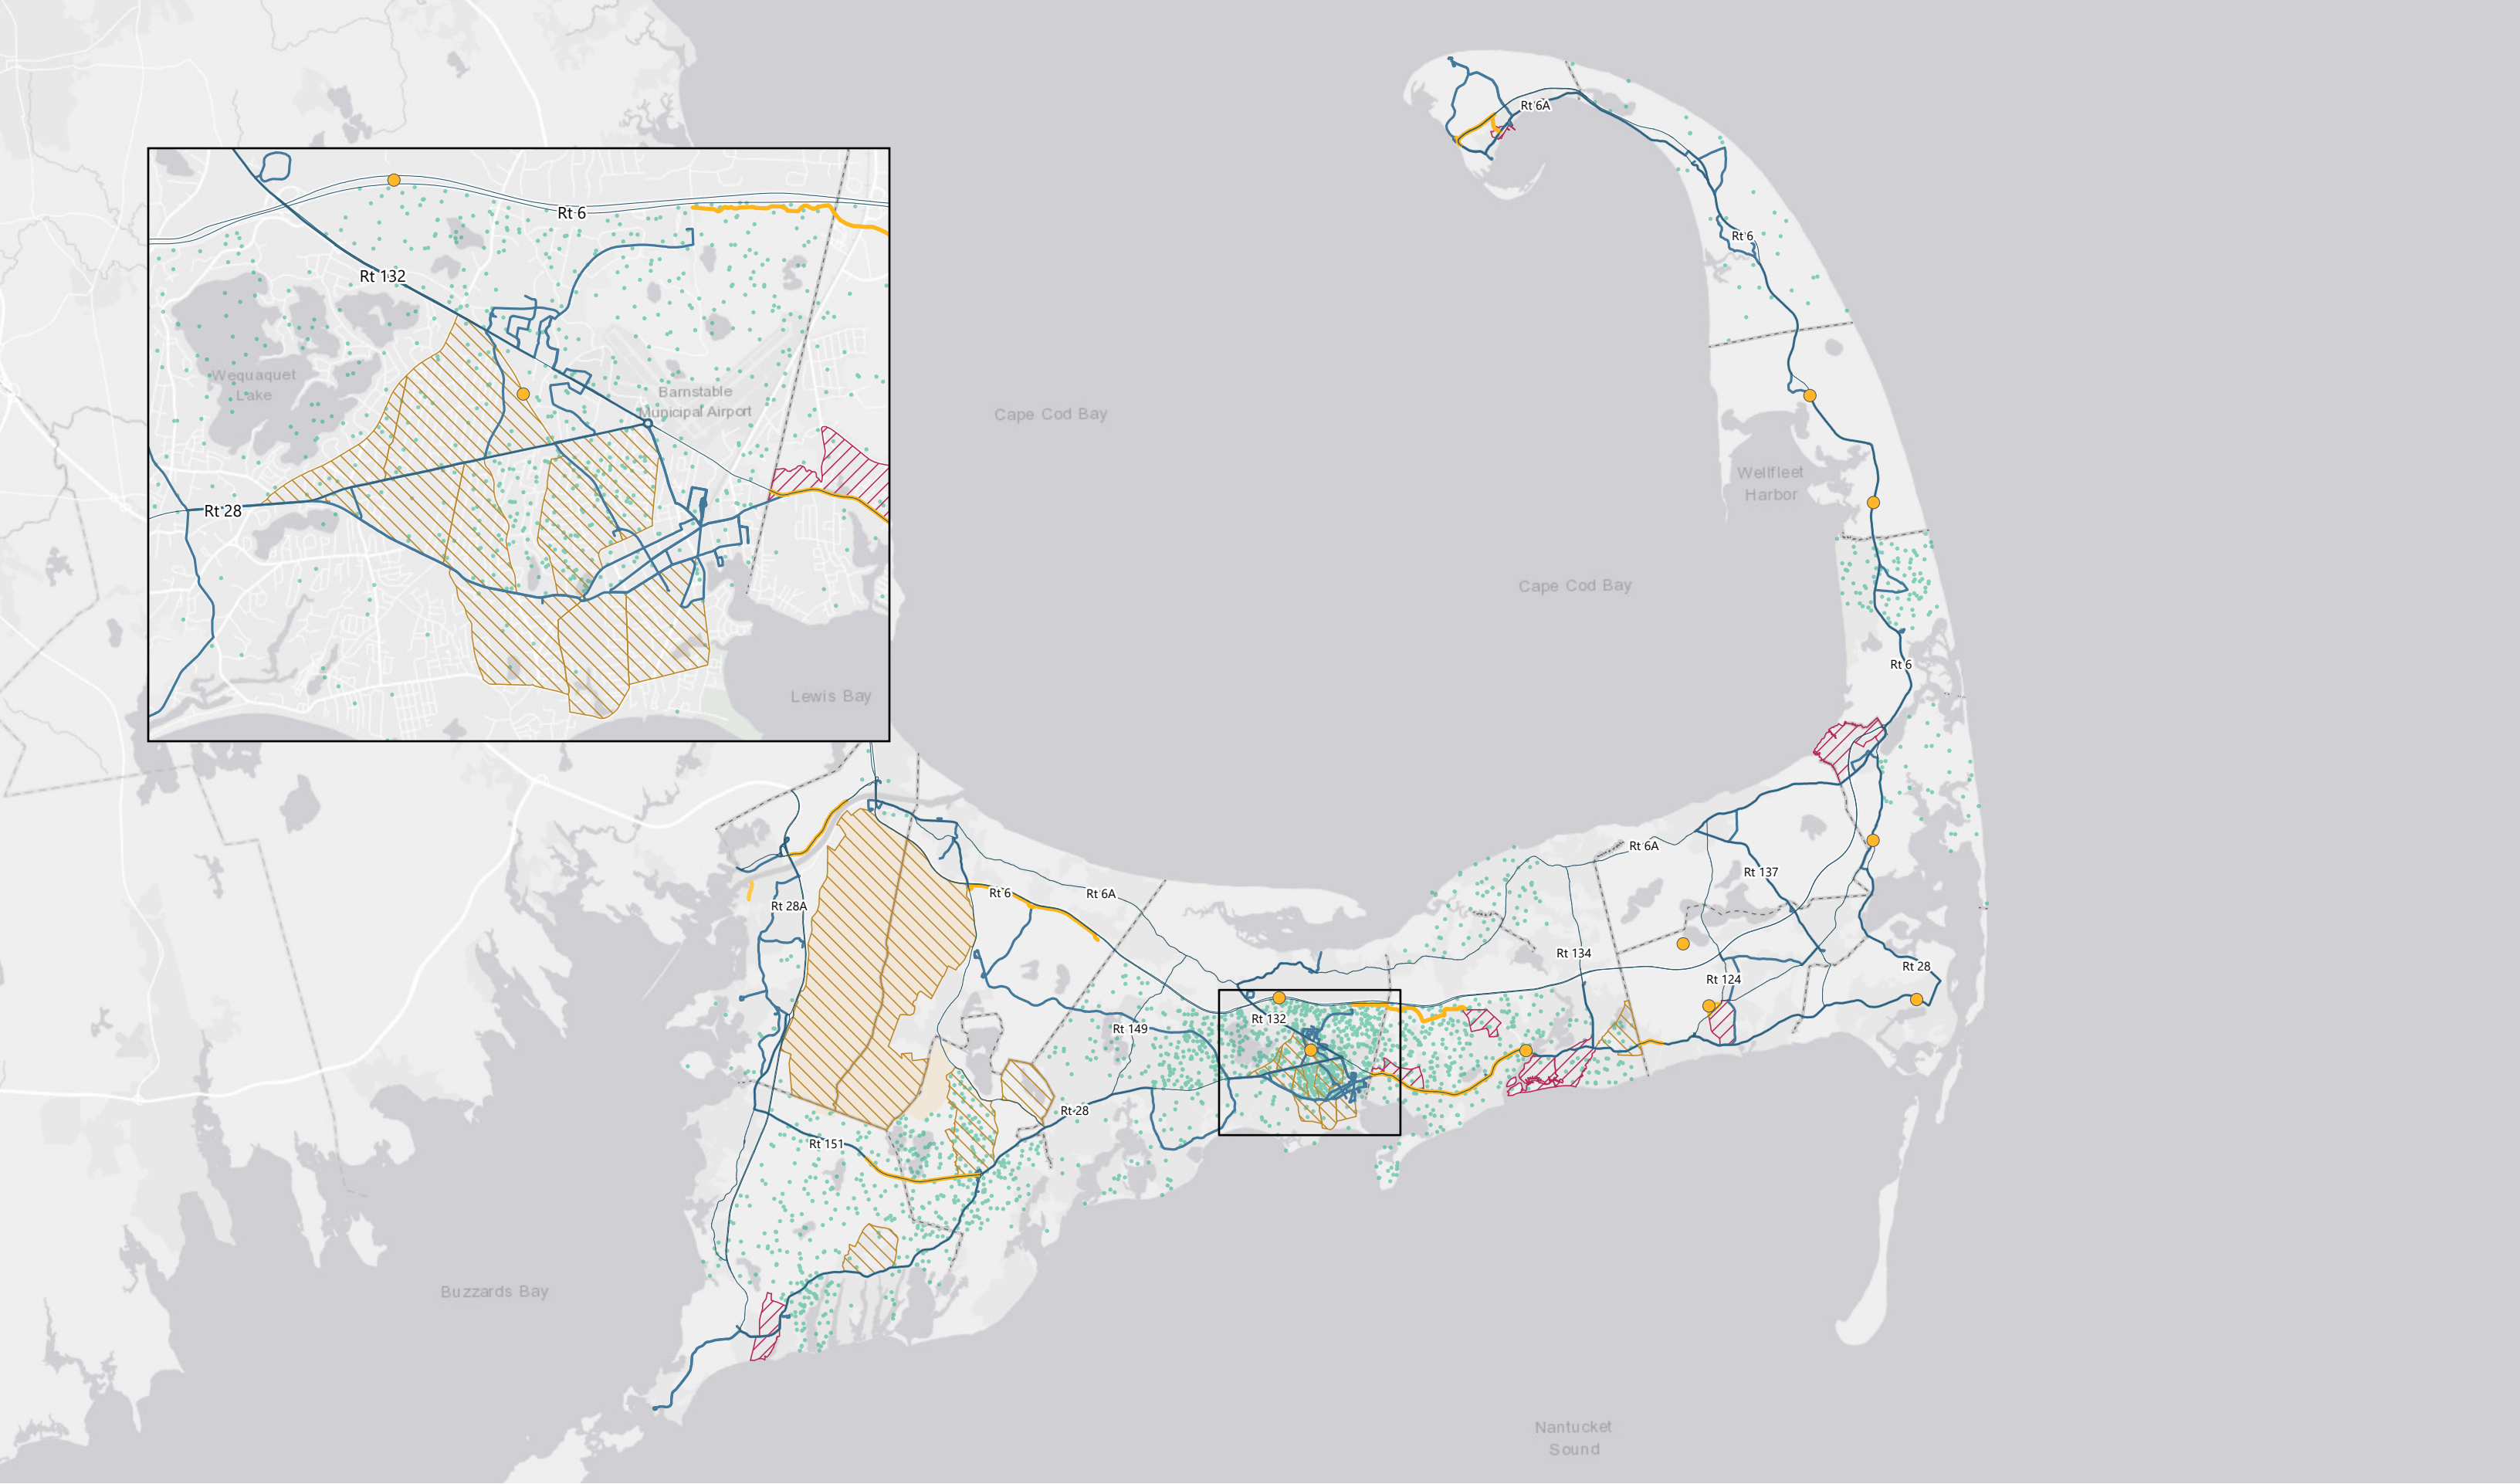 Rt 6A
Rt 6
Rt 6
Rt 132
Wequaquet
Lake
Barnstable
Municipal Airport
Rt 28
Lewis Bay
Cape Cod Bay
Wellfleet
Harbor
Cape Cod Bay
Rt 6
Rt 6A
Rt 137
Rt 6
Rt 6A
Rt 28A
Rt 134
Rt 28
Rt 124
Rt 132
Rt 149
Rt 28
Rt 151
Buzzards Bay
Nantucket
Sound